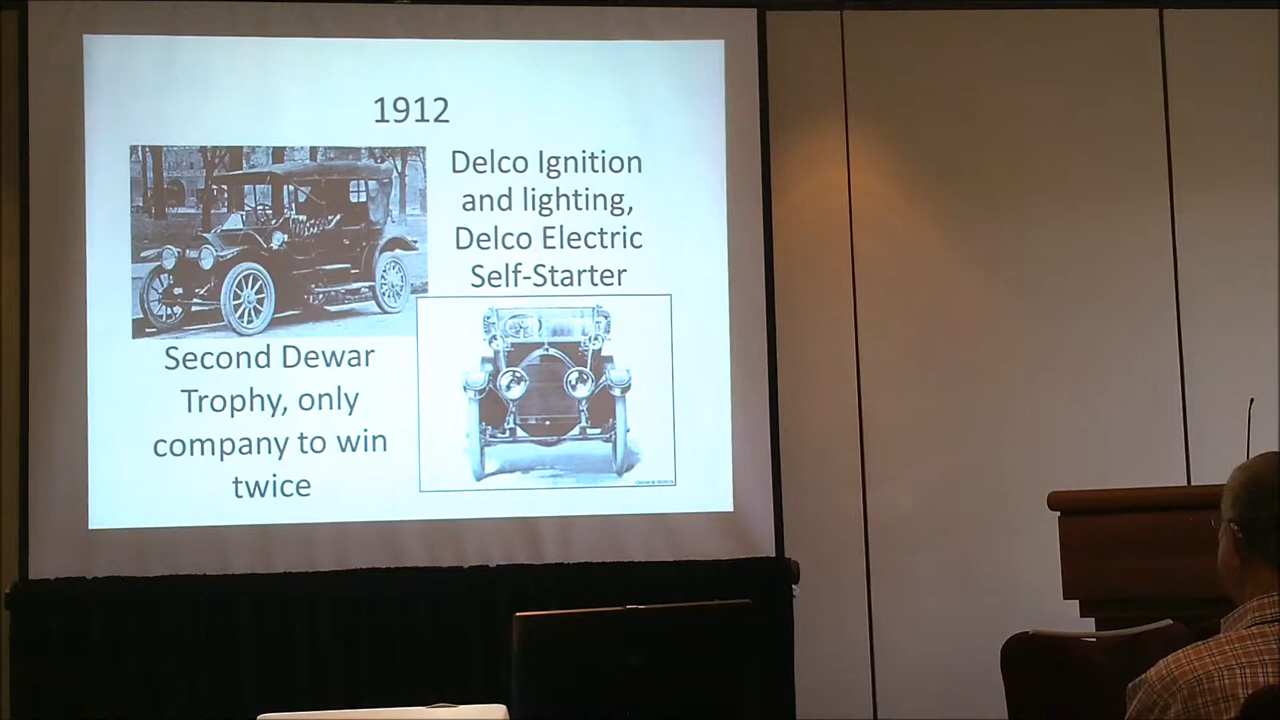 1912
Delco Ignition
and lighting,
Delco Electric
Self-Starter
Second Dewar
Trophy, only
company to win
twice